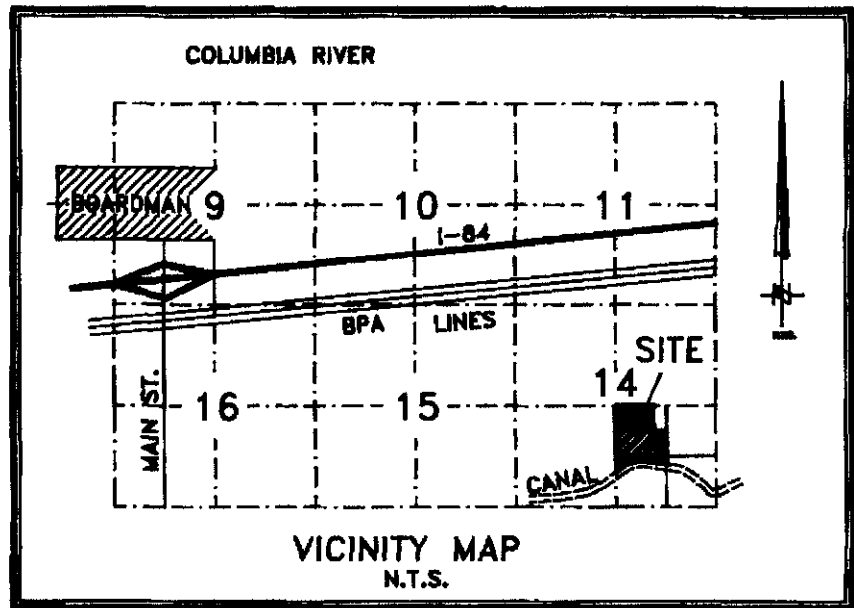 COLUMBIA RIVER
BOARDMAN 9 10 11
I-84
BPA LINES
SITE
14
MAIN ST.
16 15
CANAL
VICINITY MAP
N.T.S.
N